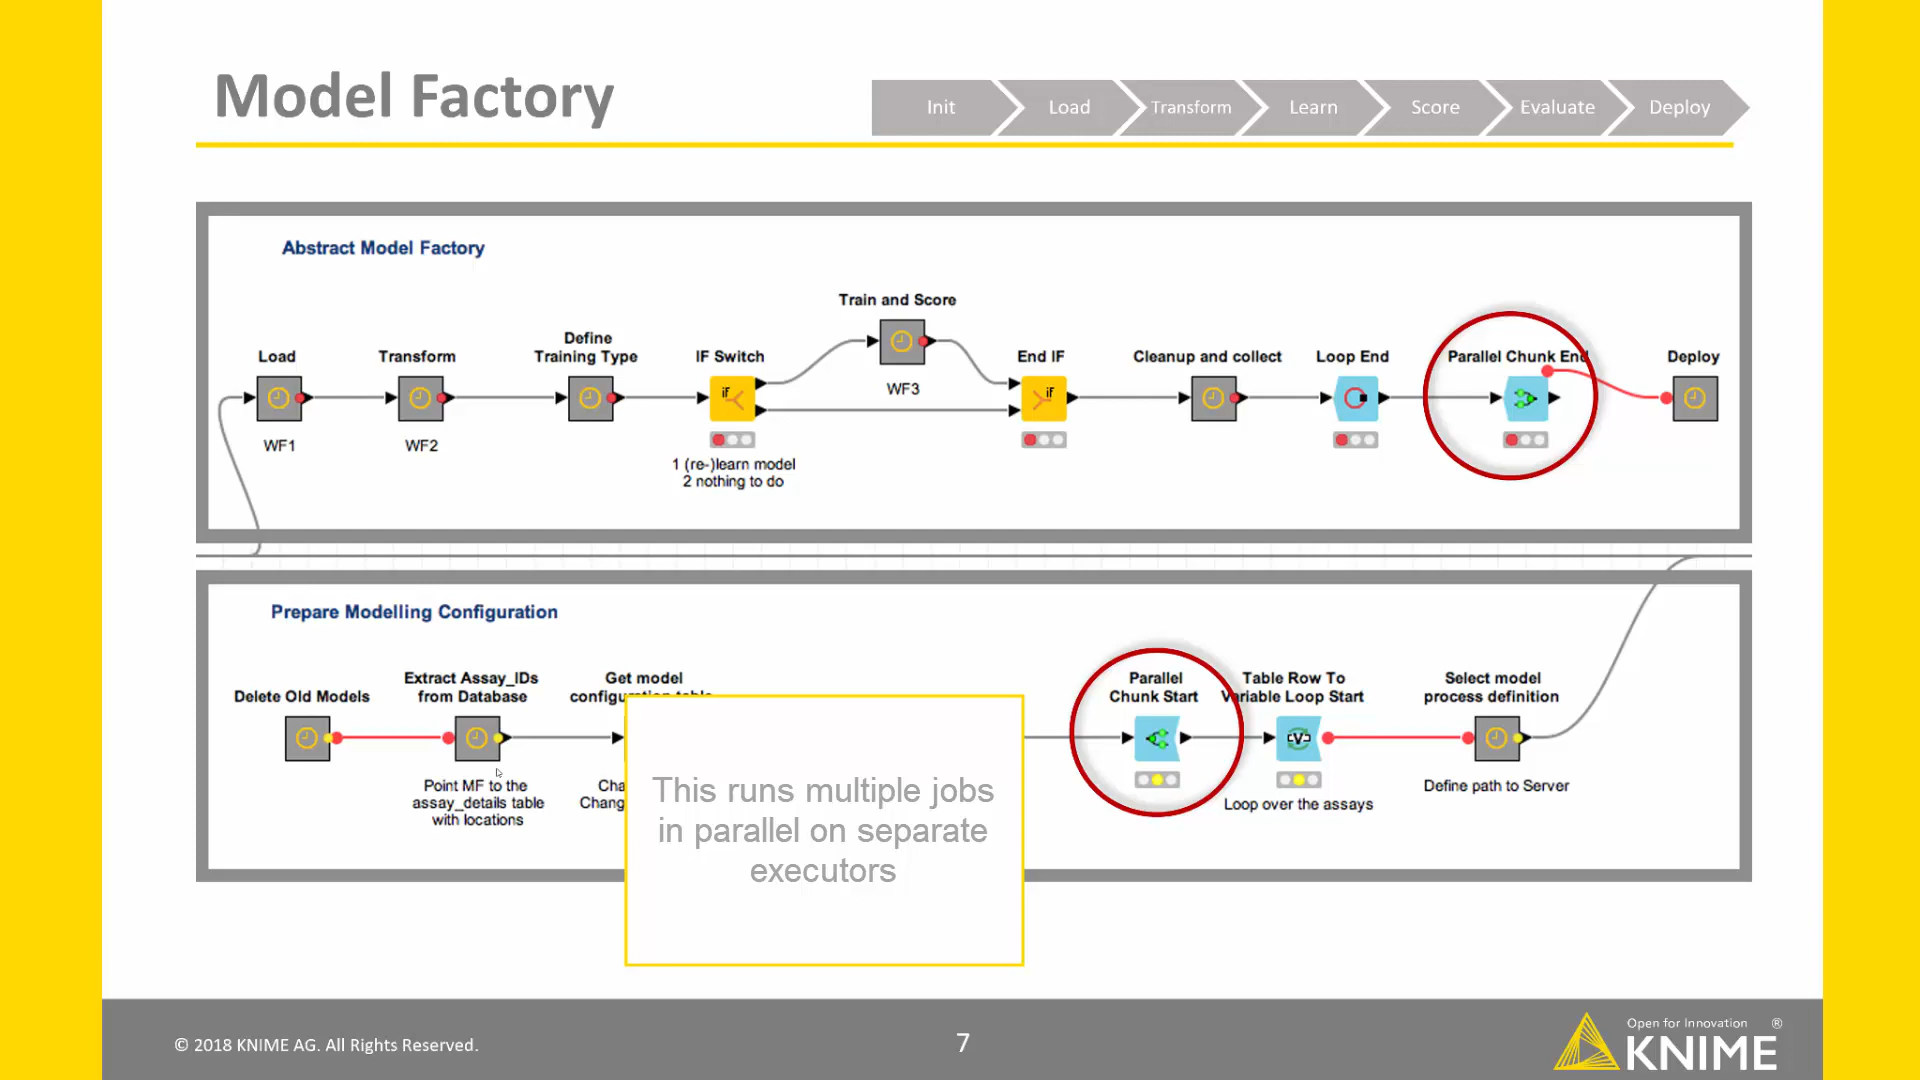 Model Factory
Init
Load
Transform
Learn
Score
Evaluate
Deploy
Abstract Model Factory
Load
WF1
Transform
WF2
Define
Training Type
IF Switch
1 (re-)learn model
2 nothing to do
Train and Score
WF3
End IF
Cleanup and collect
Loop End
Parallel Chunk End
Deploy
Prepare Modelling Configuration
Delete Old Models
Extract Assay_IDs
from Database
Point MF to the
assay_details table
with locations
Get model
configuration table
Cha
Chang
This runs multiple jobs
in parallel on separate
executors
Parallel
Chunk Start
Table Row To
Variable Loop Start
Loop over the assays
Select model
process definition
Define path to Server
© 2018 KNIME AG. All Rights Reserved.
7
Open for Innovation ®
KNIME